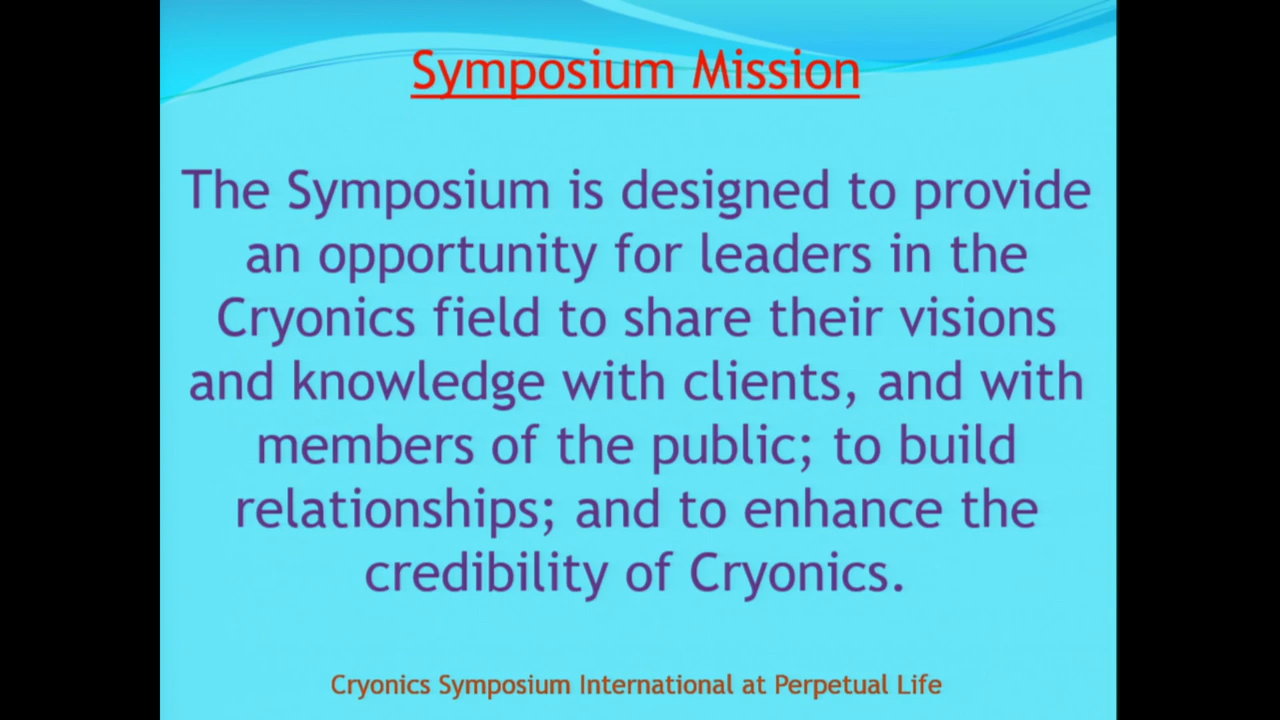 Symposium Mission
The Symposium is designed to provide
an opportunity for leaders in the
Cryonics field to share their visions
and knowledge with clients, and with
members of the public; to build
relationships; and to enhance the
credibility of Cryonics.
Cryonics Symposium International at Perpetual Life